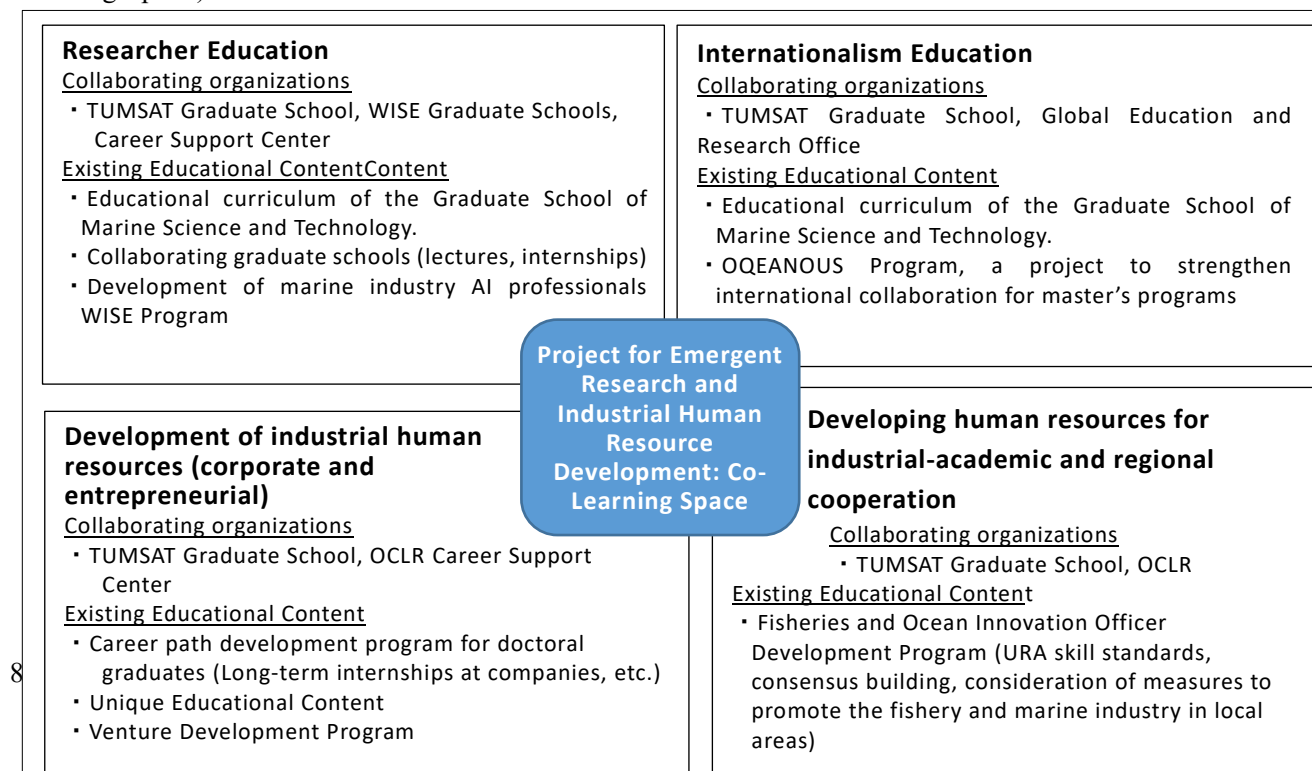 Researcher Education
Collaborating organizations
・TUMSAT Graduate School, WISE Graduate Schools,
Career Support Center
Existing Educational ContentContent
・Educational curriculum of the Graduate School of
Marine Science and Technology.
・Collaborating graduate schools (lectures, internships)
・Development of marine industry AI professionals
WISE Program
Internationalism Education
Collaborating organizations
・TUMSAT Graduate School, Global Education and
Research Office
Existing Educational Content
・Educational curriculum of the Graduate School of
Marine Science and Technology.
・OQEANOUS Program, a project to strengthen
international collaboration for master's programs
Project for Emergent
Research and
Industrial Human
Resource
Development: Co-
Learning Space
Development of industrial human
resources (corporate and
entrepreneurial)
Collaborating organizations
・TUMSAT Graduate School, OCLR Career Support
Center
Existing Educational Content
・Career path development program for doctoral
graduates (Long-term internships at companies, etc.)
・Unique Educational Content
・Venture Development Program
Developing human resources for
industrial-academic and regional
cooperation
Collaborating organizations
・TUMSAT Graduate School, OCLR
Existing Educational Content
・Fisheries and Ocean Innovation Officer
Development Program (URA skill standards,
consensus building, consideration of measures to
promote the fishery and marine industry in local
areas)
8